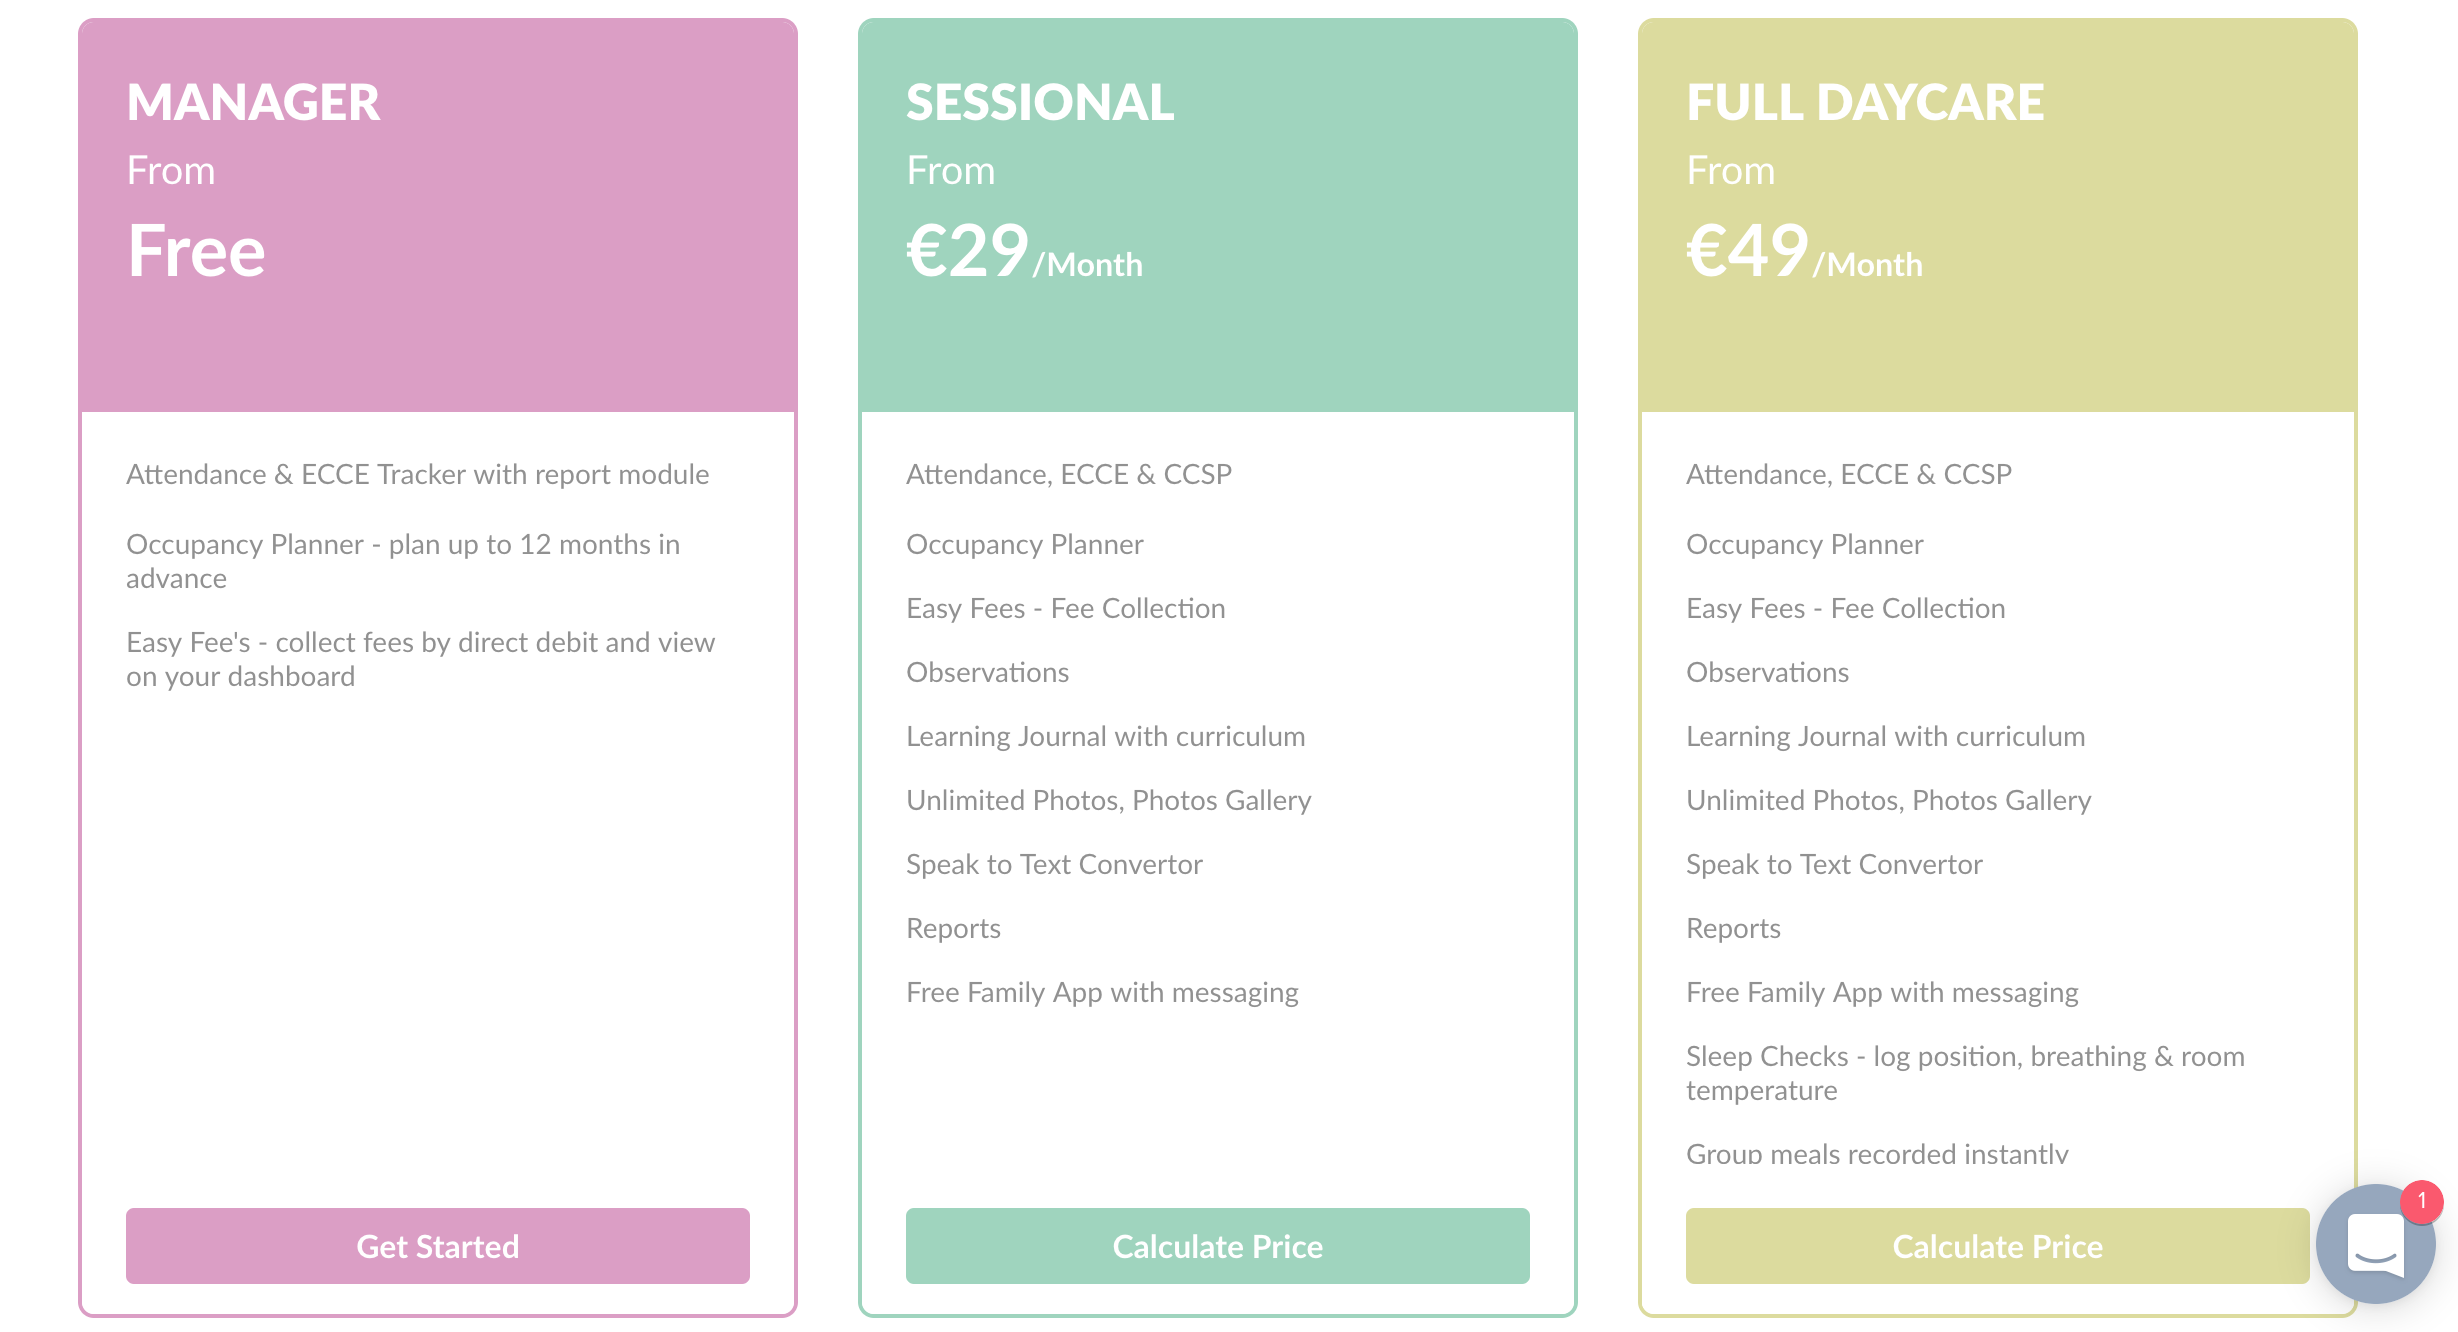 MANAGER
From
Free
Attendance & ECCE Tracker with report module
Occupancy Planner - plan up to 12 months in
advance
Easy Fee's - collect fees by direct debit and view
on your dashboard
Get Started
SESSIONAL
From
€29/Month
Attendance, ECCE & CCSP
Occupancy Planner
Easy Fees - Fee Collection
Observations
Learning Journal with curriculum
Unlimited Photos, Photos Gallery
Speak to Text Convertor
Reports
Free Family App with messaging
Calculate Price
FULL DAYCARE
From
€49/Month
Attendance, ECCE & CCSP
Occupancy Planner
Easy Fees - Fee Collection
Observations
Learning Journal with curriculum
Unlimited Photos, Photos Gallery
Speak to Text Convertor
Reports
Free Family App with messaging
Sleep Checks - log position, breathing & room
temperature
Group meals recorded instantly
Calculate Price
1